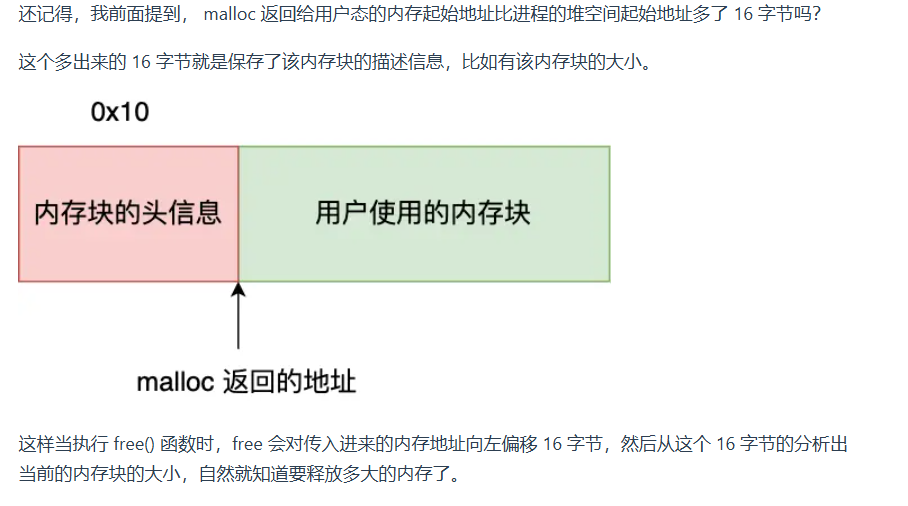 还记得，我前面提到， malloc 返回给用户态的内存起始地址比进程的堆空间起始地址多了 16 字节吗？
这个多出来的 16 字节就是保存了该内存块的描述信息，比如有该内存块的大小。
0x10
内存块的头信息
用户使用的内存块
malloc 返回的地址
这样当执行 free() 函数时，free 会对传入进来的内存地址向左偏移 16 字节，然后从这个 16 字节的分析出
当前的内存块的大小，自然就知道要释放多大的内存了。